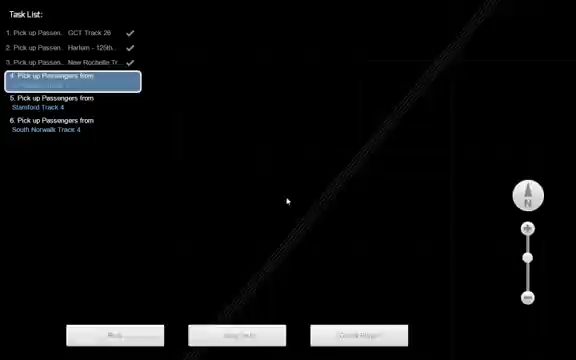 Task List:
1. Pick up Passen.. GCT Track 26
2. Pick up Passen.. Harlem - 125th...
3. Pick up Passen... New Rochelle Tr...
4. Pick up Passengers from
5. Pick up Passengers from
Stamford Track 4
6. Pick up Passengers from
South Norwalk Track 4
N